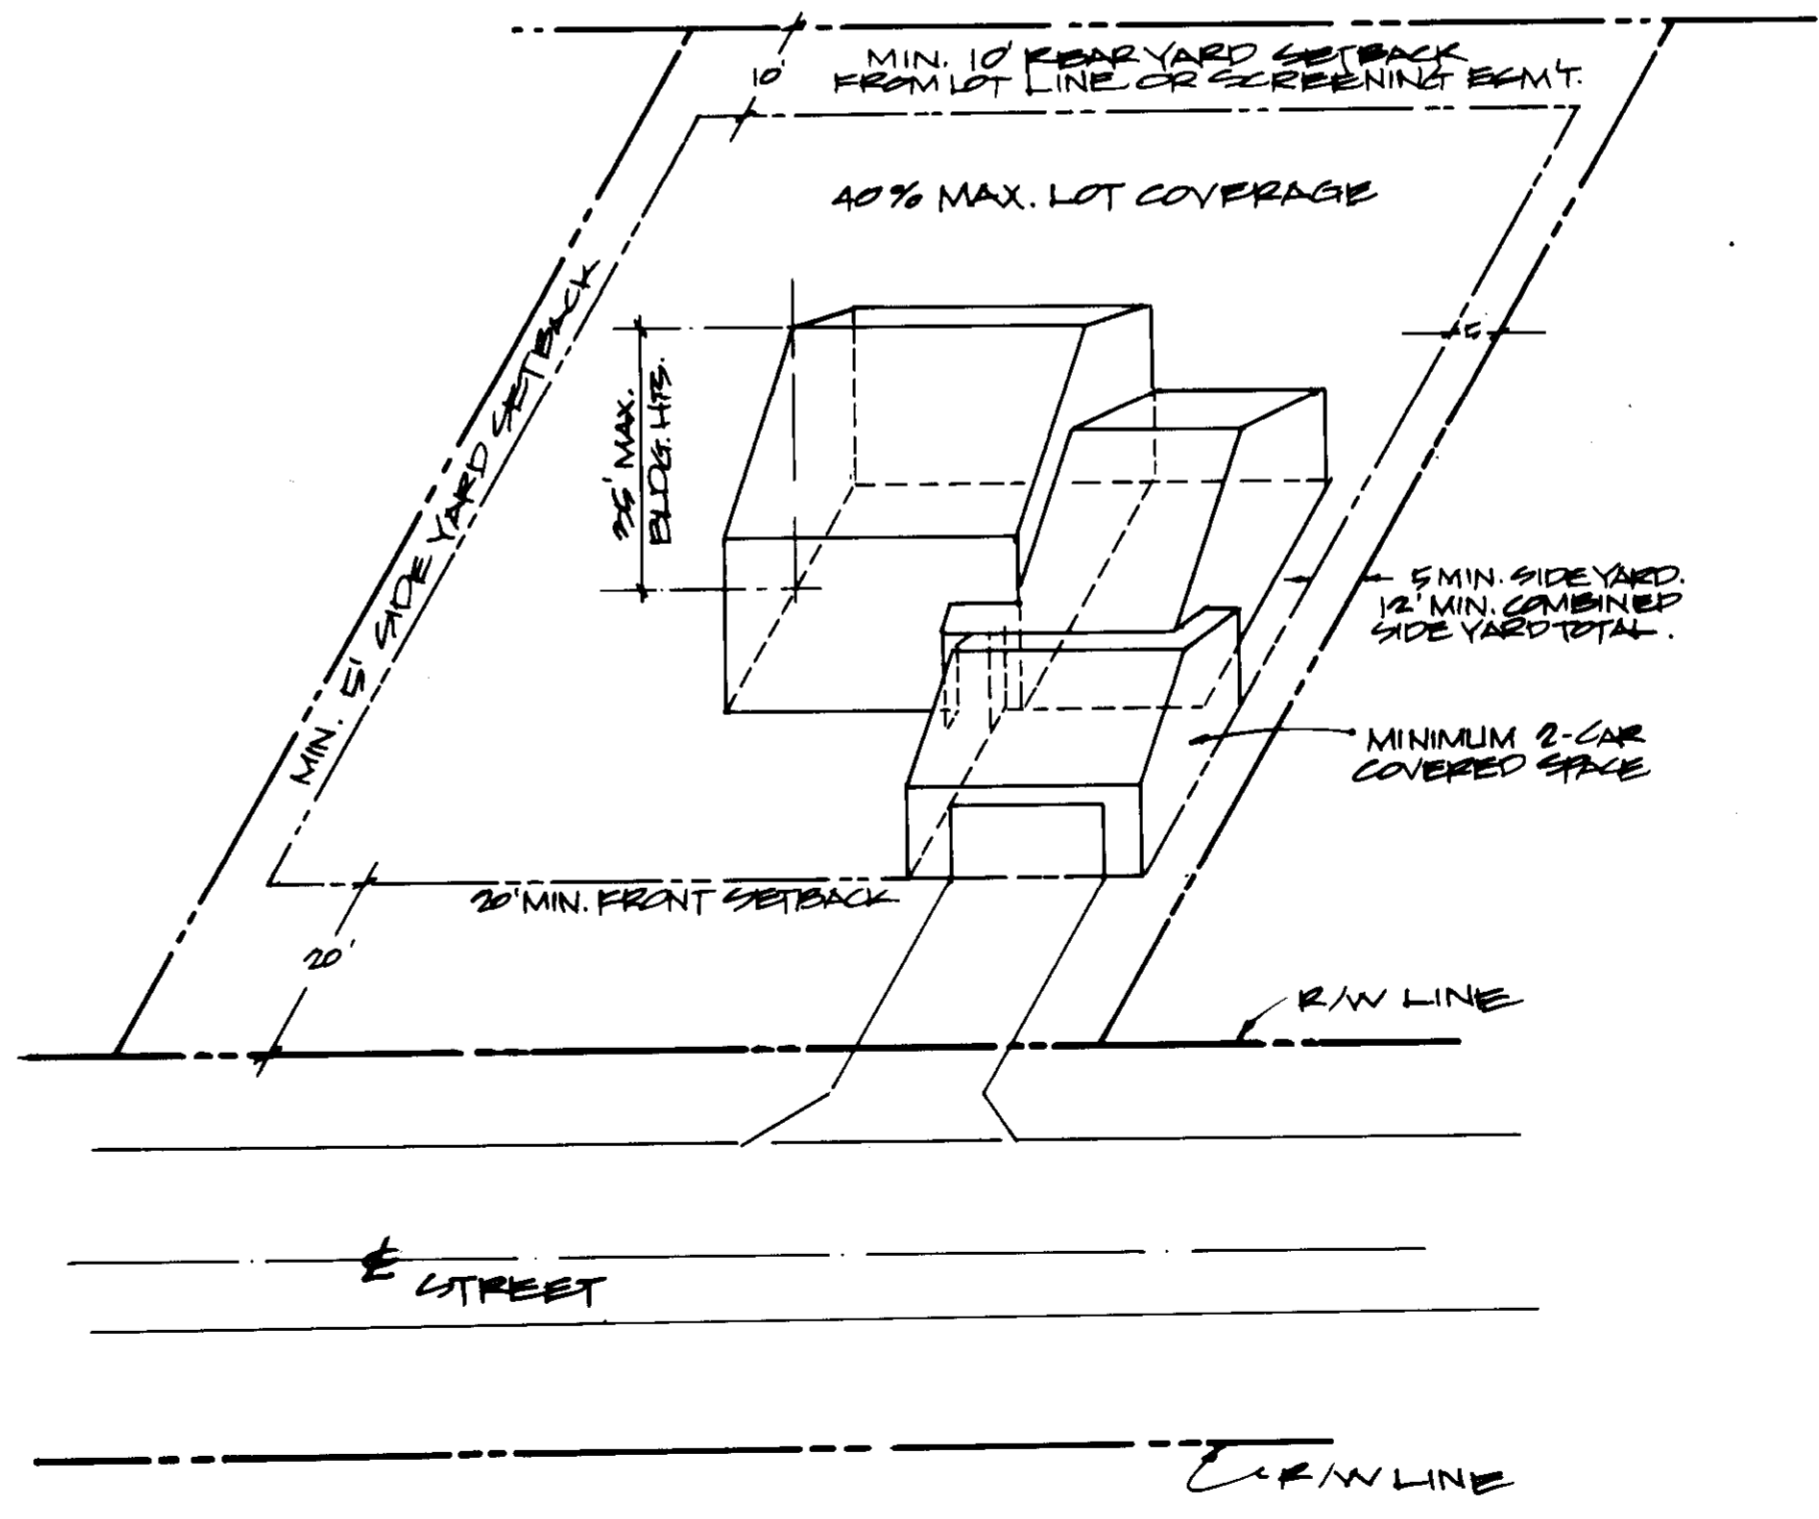 MIN. 10' REAR YARD SETBACK
FROM LOT LINE OR SCREENING ESM'T.
10'
40% MAX. LOT COVERAGE
MIN. 5' SIDE YARD SETBACK
MAX.
BLDG. HTS.
5'
5 MIN. SIDE YARD.
12' MIN. COMBINED
SIDE YARD TOTAL.
MINIMUM 2-CAR
COVERED SPACE
20' MIN. FRONT SETBACK
20'
R/W LINE
℄
STREET
R/W LINE